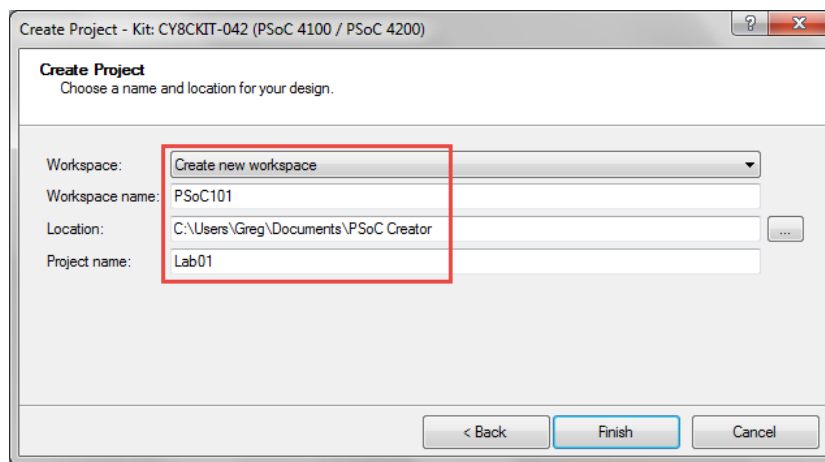 Create Project - Kit: CY8CKIT-042 (PSoC 4100 / PSoC 4200)
Create Project
Choose a name and location for your design.
Workspace: Create new workspace
Workspace name: PSoC101
Location: C:\Users\Greg\Documents\PSoC Creator ...
Project name: Lab01
< Back Finish Cancel